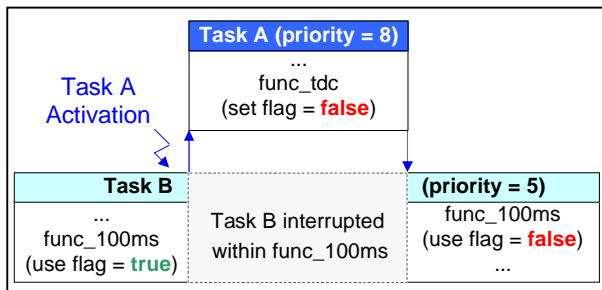 Task A (priority = 8)
...
func_tdc
(set flag = false)
Task A
Activation
Task B
...
func_100ms
(use flag = true)
Task B interrupted
within func_100ms
(priority = 5)
func_100ms
(use flag = false)
...